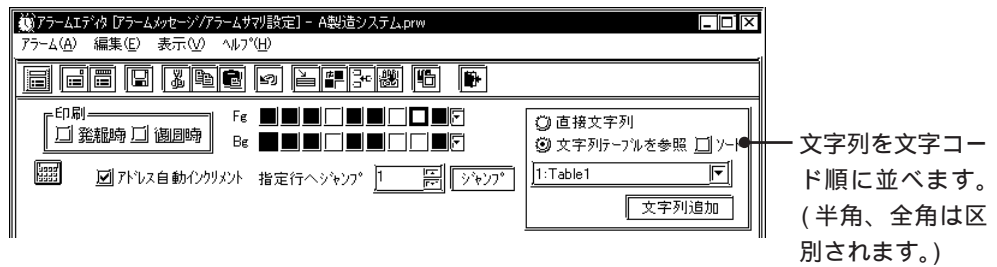 アラームエディタ [アラームメッセージ/アラームサマリ設定] - A製造システム.prw
アラーム(A) 編集(E) 表示(V) ヘルプ(H)
印刷
発報時 復旧時
Fg
Bg
直接文字列
文字列テーブルを参照 ソート
アドレス自動インクリメント 指定行へジャンプ 1 ジャンプ
1:Table1
文字列追加
文字列を文字コー
ド順に並べます。
(半角、全角は区
別されます。)